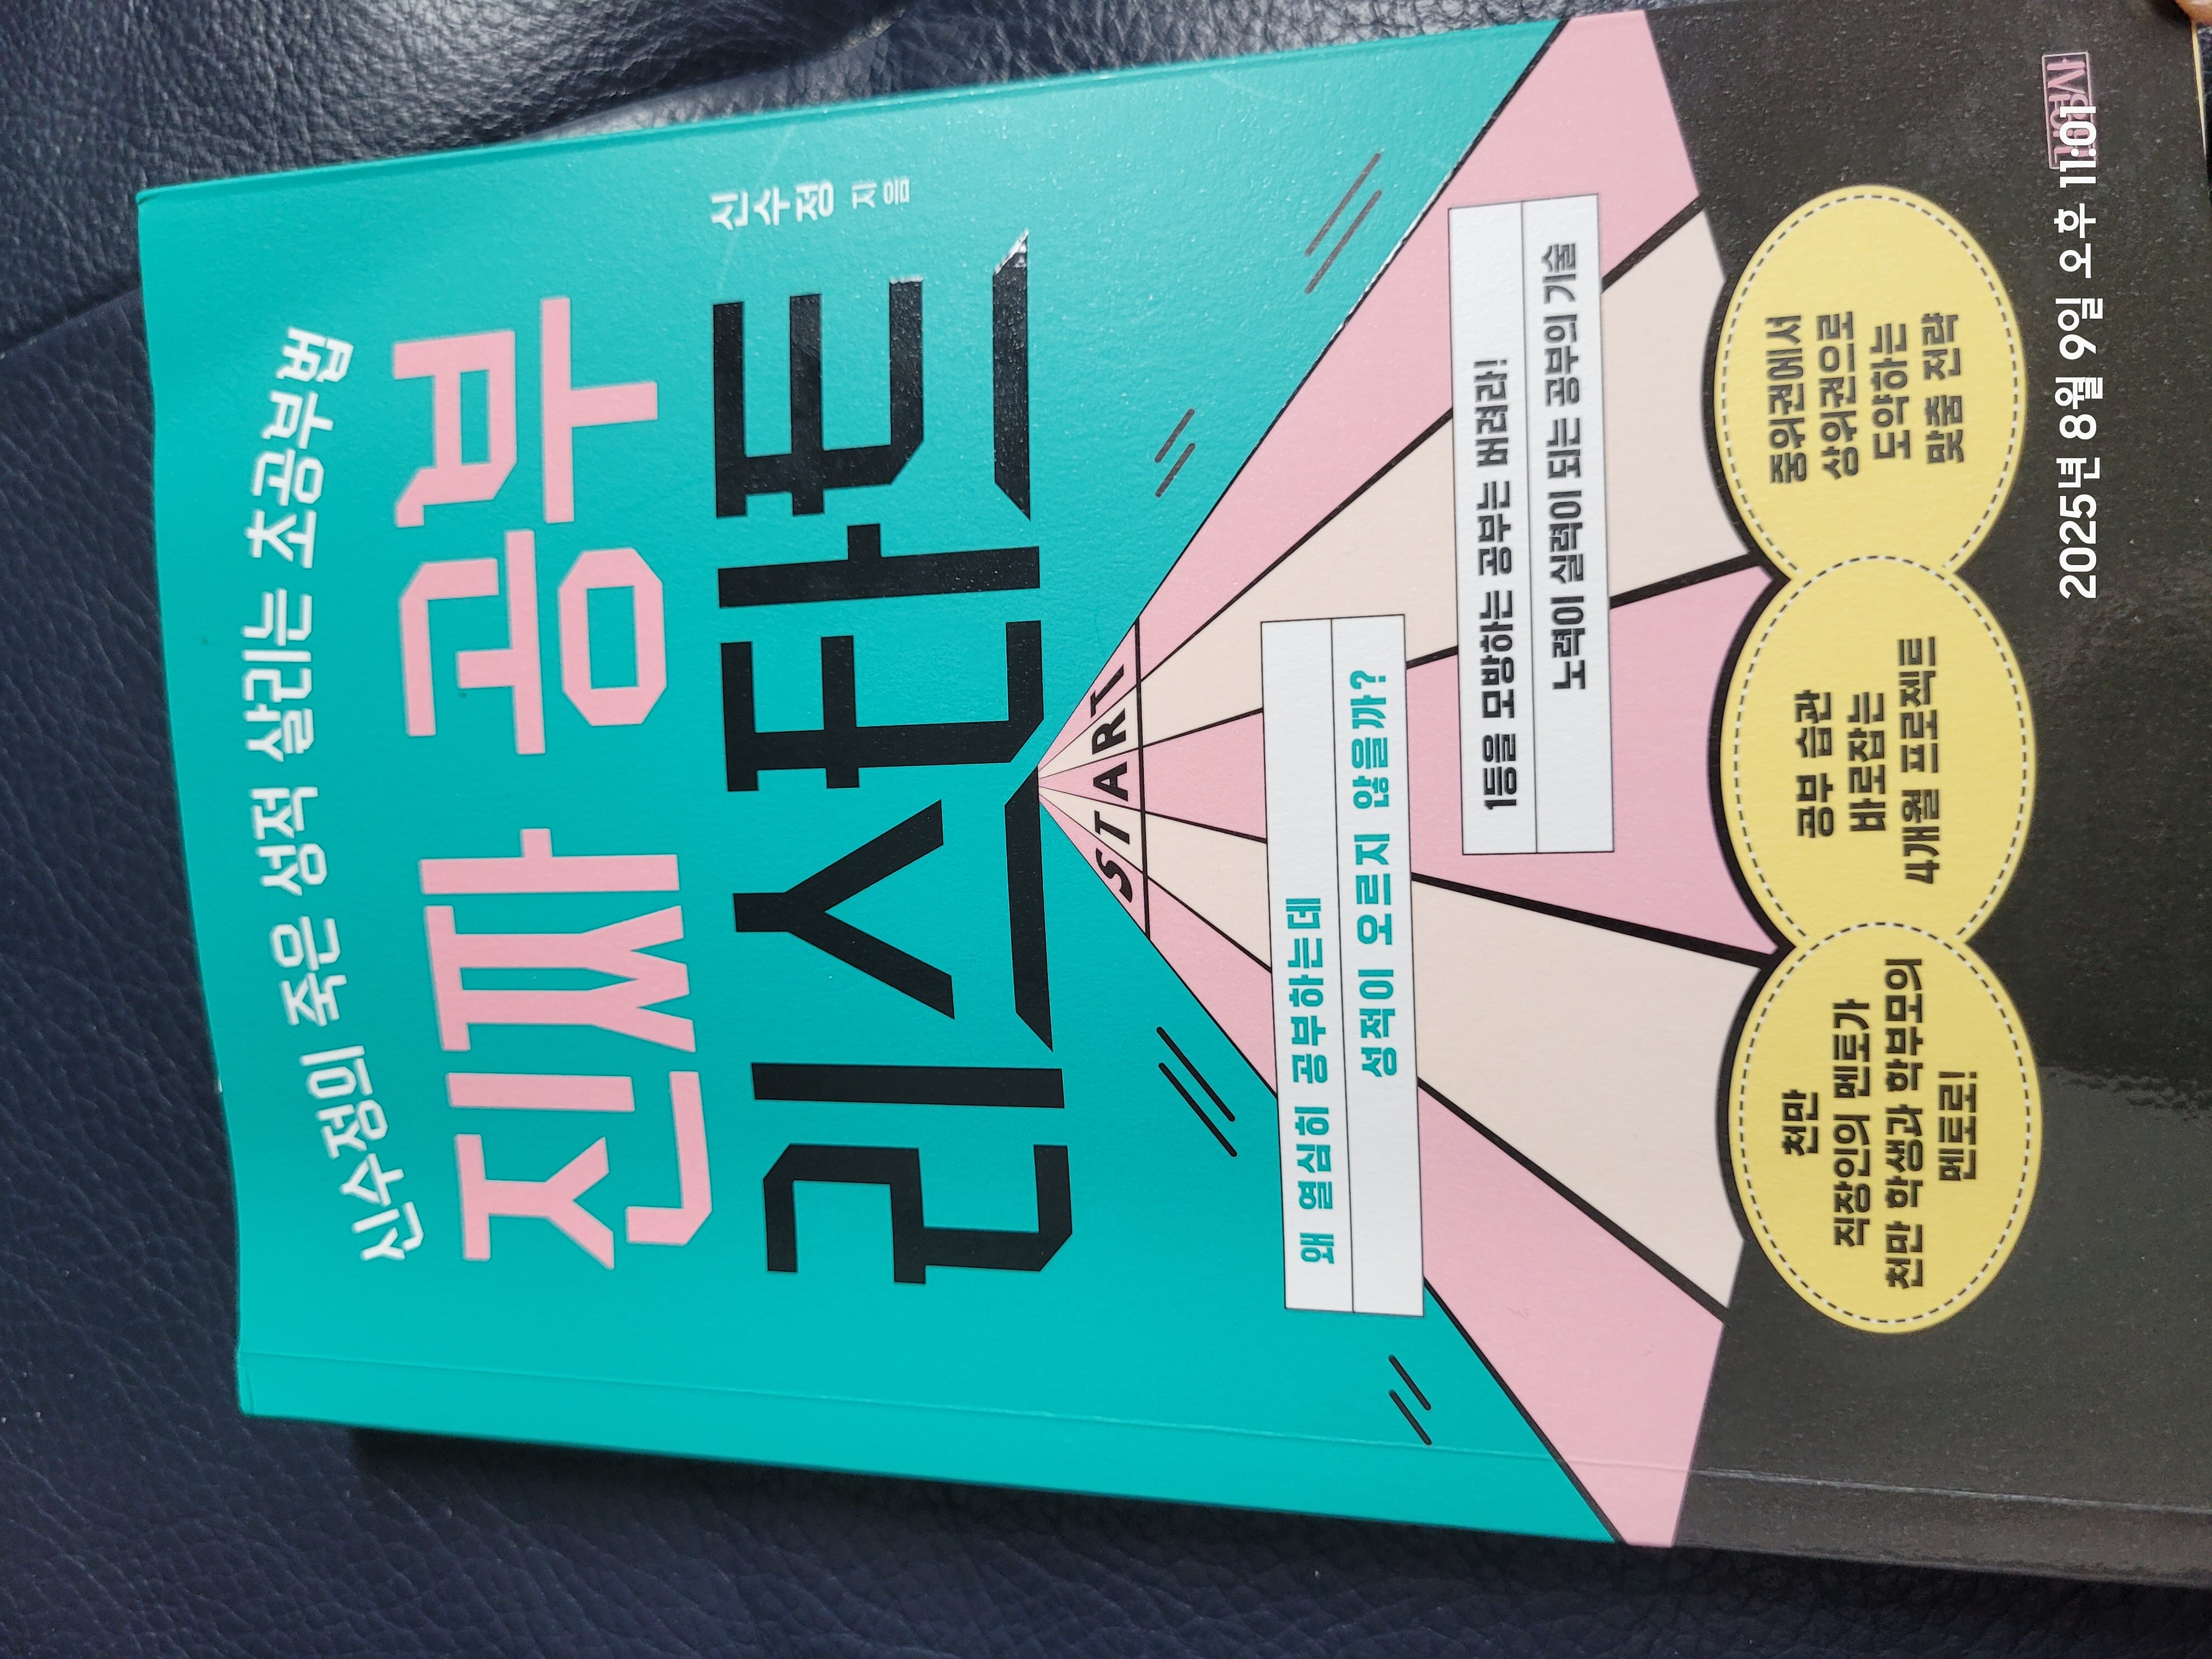 신수정의 죽은 성적 살리는 초공부법
진짜 공부
리스타트
신수정 지음
START!
왜 열심히 공부하는데
성적이 오르지 않을까?
1등을 모방하는 공부는 버려라!
노력이 실력이 되는 공부의 기술
천만
직장인의 멘토가
천만 학생과 학부모의
멘토로!
공부 습관
바로잡는
4개월 프로젝트
중위권에서
상위권으로
도약하는
맞춤 전략
2025년 8월 9일 오후 11:01